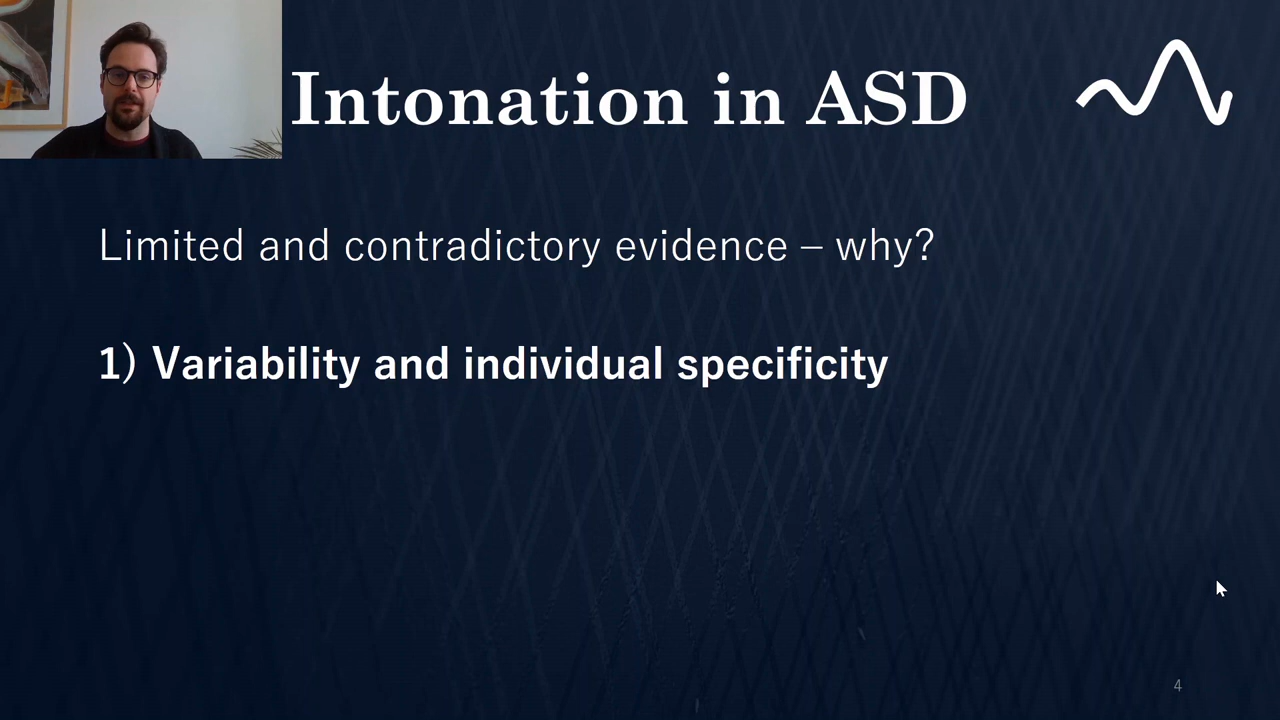 Intonation in ASD
Limited and contradictory evidence – why?
1) Variability and individual specificity
4